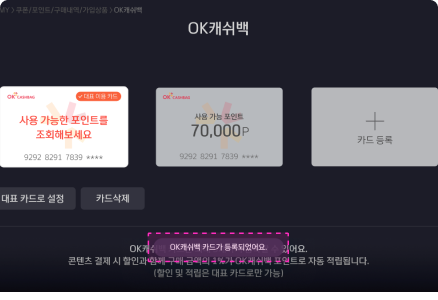 MY > 쿠폰/포인트/구매내역/가입상품 > OK캐쉬백
OK캐쉬백
OK CASHBAG
대표 이용 카드
사용 가능한 포인트를
조회해보세요
9292 8291 7839 ****
OK CASHBAG
사용 가능 포인트
70,000P
9292 8291 7839 ****
카드 등록
대표 카드로 설정
카드삭제
OK캐쉬백 카드가 등록되었어요.
OK캐쉬 어요.
콘텐츠 결제 시 할인과 함께 구매 금액의 1%가 OK캐쉬백 포인트로 자동 적립됩니다.
(할인 및 적립은 대표 카드로만 가능)